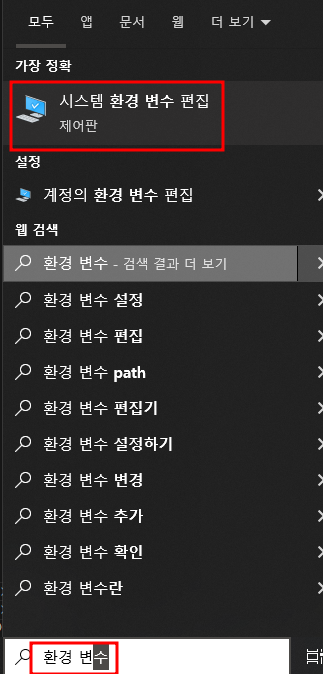 모두 앱 문서 웹 더 보기
가장 정확
시스템 환경 변수 편집
제어판
설정
계정의 환경 변수 편집
웹 검색
환경 변수 - 검색 결과 더 보기
환경 변수 설정
환경 변수 편집
환경 변수 path
환경 변수 편집기
환경 변수 설정하기
환경 변수 변경
환경 변수 추가
환경 변수 확인
환경 변수란
환경 변수